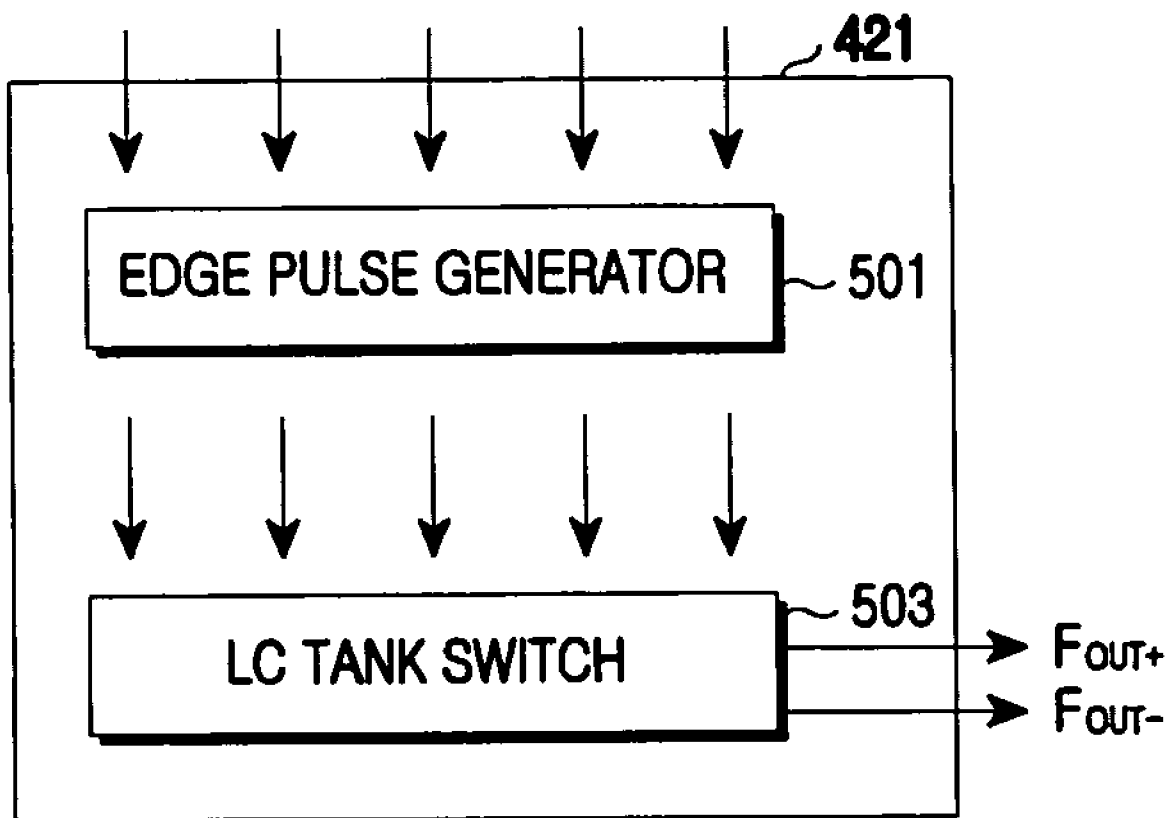 421
EDGE PULSE GENERATOR
501
503
LC TANK SWITCH
FOUT+
FOUT-